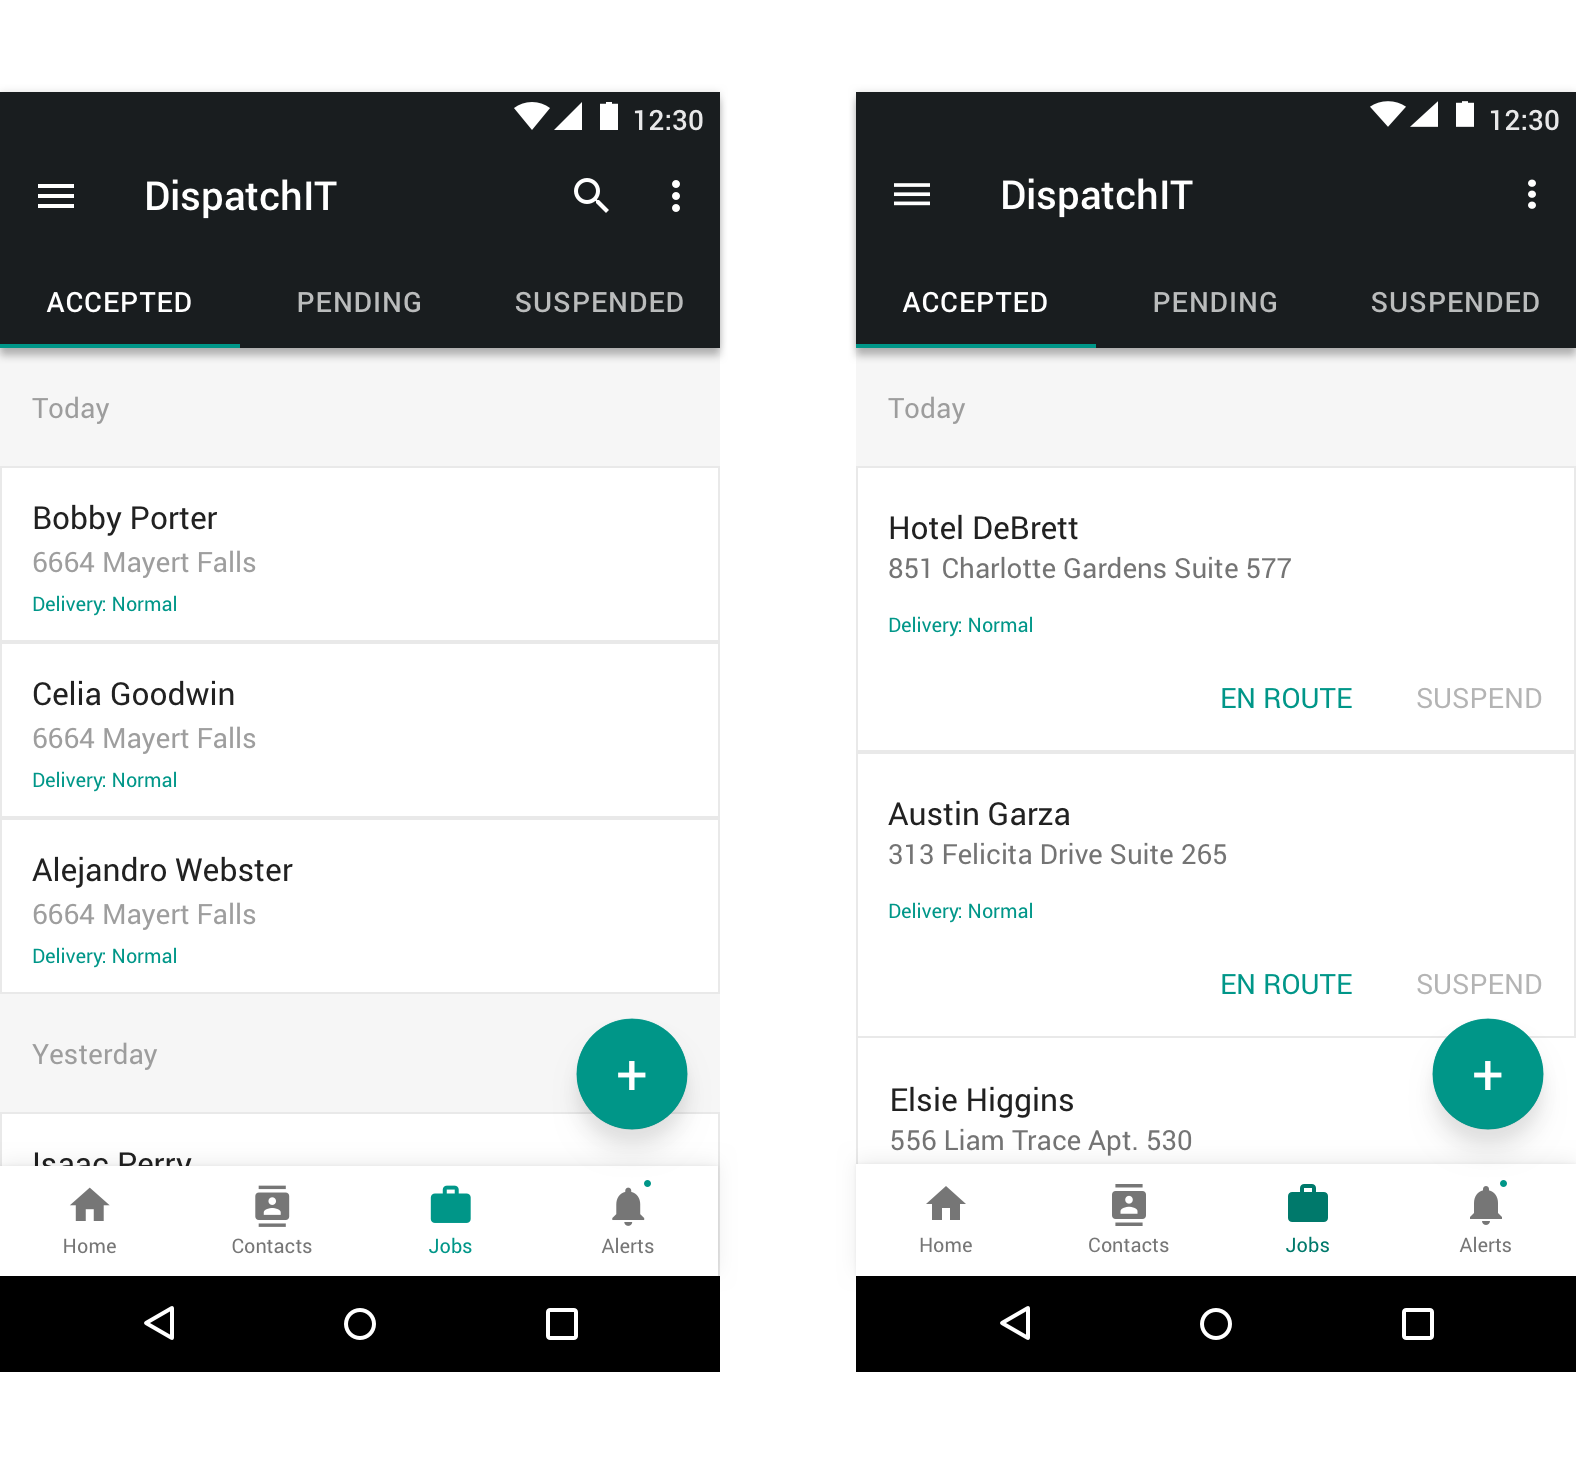 12:30
DispatchIT
ACCEPTED PENDING SUSPENDED
Today
Bobby Porter
6664 Mayert Falls
Delivery: Normal
Celia Goodwin
6664 Mayert Falls
Delivery: Normal
Alejandro Webster
6664 Mayert Falls
Delivery: Normal
Yesterday
Isaac Perry
Home Contacts Jobs Alerts
12:30
DispatchIT
ACCEPTED PENDING SUSPENDED
Today
Hotel DeBrett
851 Charlotte Gardens Suite 577
Delivery: Normal
EN ROUTE SUSPEND
Austin Garza
313 Felicita Drive Suite 265
Delivery: Normal
EN ROUTE SUSPEND
Elsie Higgins
556 Liam Trace Apt. 530
Home Contacts Jobs Alerts